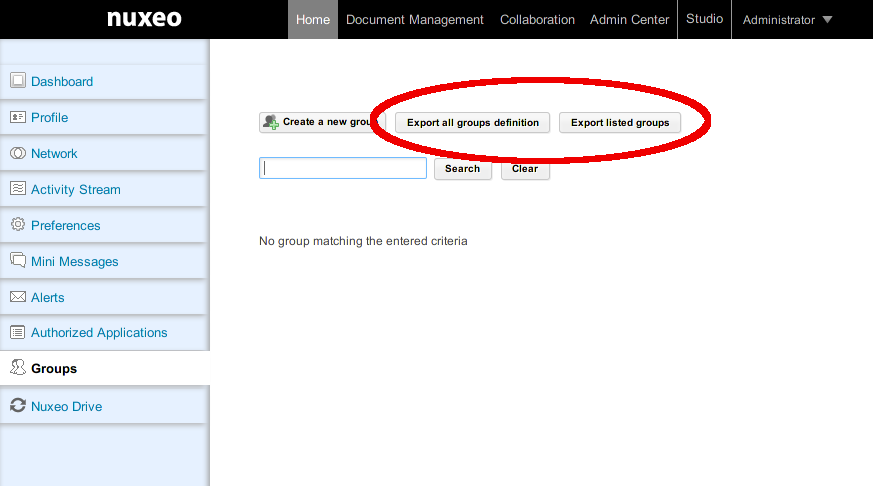 nuxeo
Home Document Management Collaboration Admin Center Studio Administrator
Dashboard
Profile
Network
Activity Stream
Preferences
Mini Messages
Alerts
Authorized Applications
Groups
Nuxeo Drive
Create a new grou Export all groups definition Export listed groups
Search Clear
No group matching the entered criteria